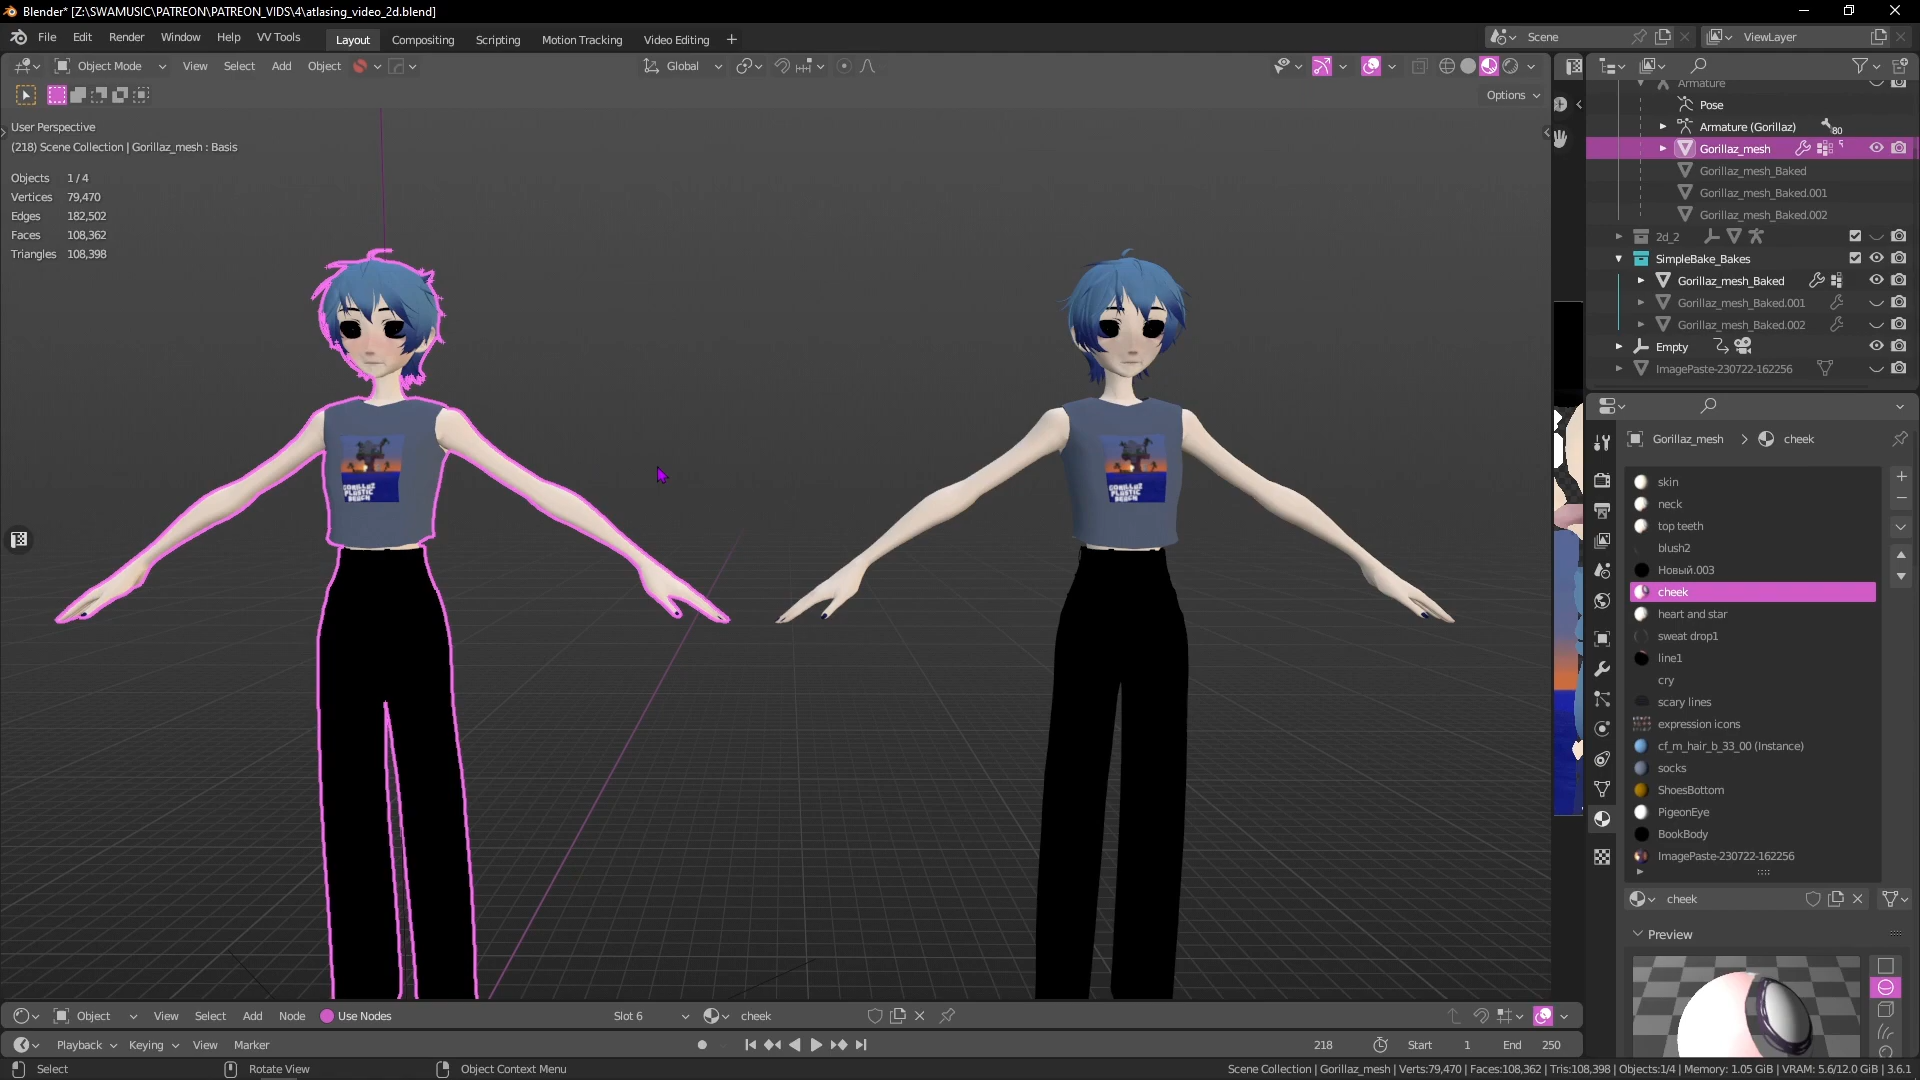 Blender* [Z:\SWAMUSIC\PATREON\PATREON_VIDS\4\atlasing_video_2d.blend]
File Edit Render Window Help VV Tools Layout Compositing Scripting Motion Tracking Video Editing + Scene ViewLayer
Object Mode View Select Add Object Global
Options
User Perspective
(218) Scene Collection | Gorillaz_mesh : Basis
Objects 1 / 4
Vertices 79,470
Edges 182,502
Faces 108,362
Triangles 108,398
GORILLAZ
PLASTIC
BEACH
GORILLAZ
PLASTIC
BEACH
Armature
Pose
Armature (Gorillaz) 80
Gorillaz_mesh
Gorillaz_mesh_Baked
Gorillaz_mesh_Baked.001
Gorillaz_mesh_Baked.002
2d_2
SimpleBake_Bakes
Gorillaz_mesh_Baked
Gorillaz_mesh_Baked.001
Gorillaz_mesh_Baked.002
Empty
ImagePaste-230722-162256
Gorillaz_mesh > cheek
skin
neck
top teeth
blush2
Новый.003
cheek
heart and star
sweat drop1
line1
cry
scary lines
expression icons
cf_m_hair_b_33_00 (Instance)
socks
ShoesBottom
PigeonEye
BookBody
ImagePaste-230722-162256
cheek
Preview
Object View Select Add Node Use Nodes Slot 6 cheek
Playback Keying View Marker 218 Start 1 End 250
Select Rotate View Object Context Menu Scene Collection | Gorillaz_mesh | Verts:79,470 | Faces:108,362 | Tris:108,398 | Objects:1/4 | Memory: 1.05 GiB | VRAM: 5.6/12.0 GiB | 3.6.1